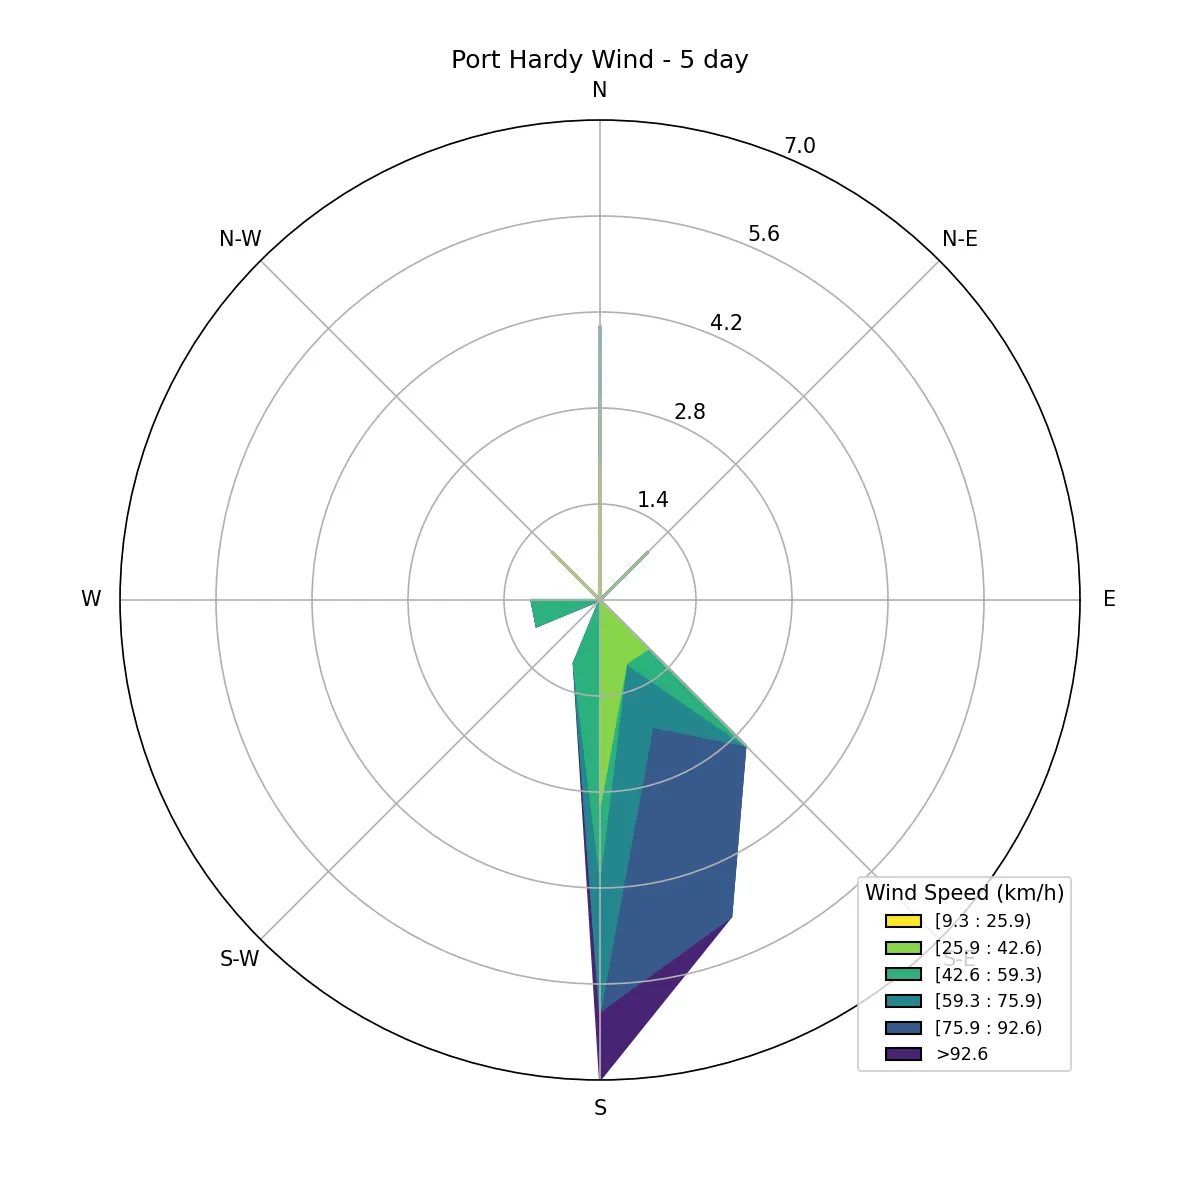 Port Hardy Wind - 5 day
N
7.0
N-W
N-E
5.6
4.2
2.8
1.4
W
E
Wind Speed (km/h)
[9.3 : 25.9)
[25.9 : 42.6)
[42.6 : 59.3)
[59.3 : 75.9)
[75.9 : 92.6)
>92.6
S-W
S-E
S